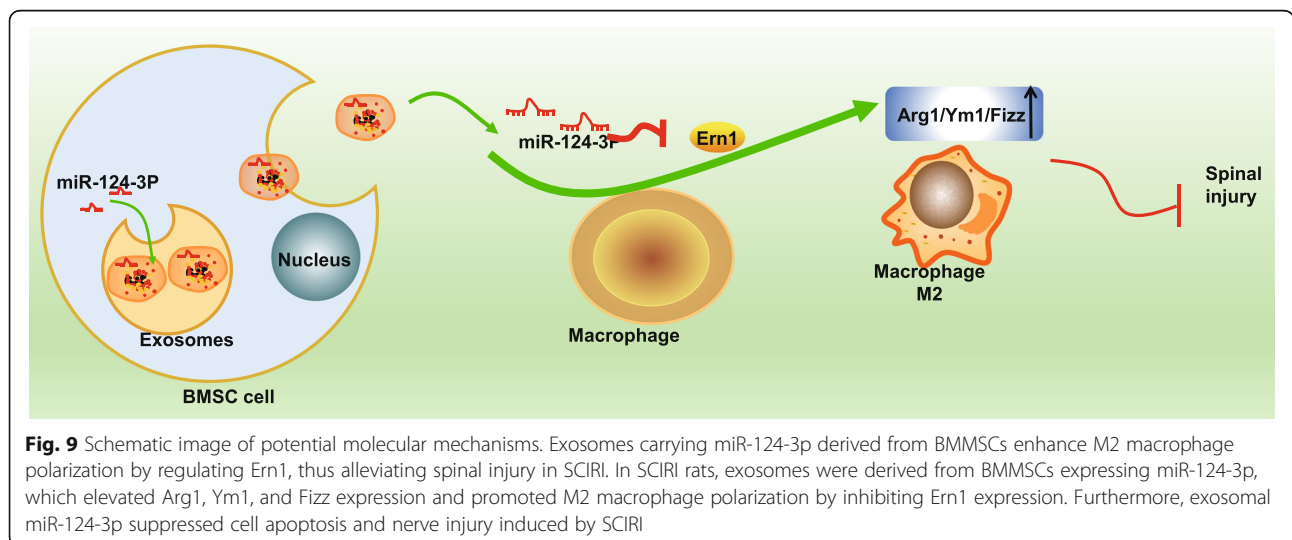 miR-124-3P
Exosomes
Nucleus
BMSC cell
miR-124-3P
Ern1
Macrophage
Arg1/Ym1/Fizz
Macrophage
M2
Spinal
injury
Fig. 9 Schematic image of potential molecular mechanisms. Exosomes carrying miR-124-3p derived from BMMSCs enhance M2 macrophage
polarization by regulating Ern1, thus alleviating spinal injury in SCIRI. In SCIRI rats, exosomes were derived from BMMSCs expressing miR-124-3p,
which elevated Arg1, Ym1, and Fizz expression and promoted M2 macrophage polarization by inhibiting Ern1 expression. Furthermore, exosomal
miR-124-3p suppressed cell apoptosis and nerve injury induced by SCIRI